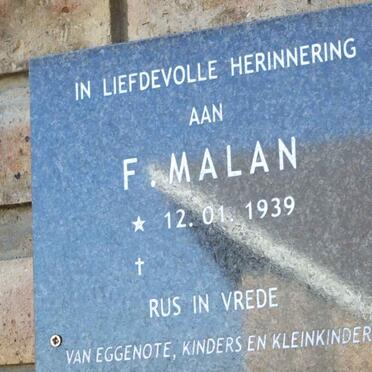 IN LIEFDEVOLLE HERINNERING
AAN
F. MALAN
★ 12.01.1939
†
RUS IN VREDE
VAN EGGENOTE, KINDERS EN KLEINKINDER